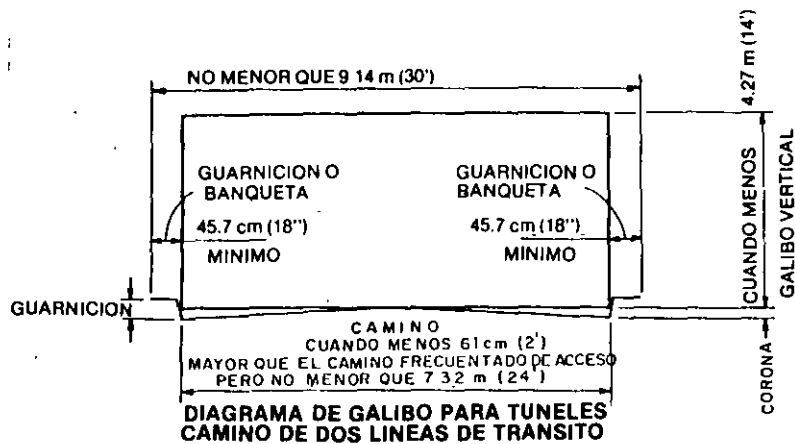 NO MENOR QUE 9 14 m (30')
4.27 m (14')
GUARNICION O
BANQUETA
45.7 cm (18'')
MINIMO
GUARNICION O
BANQUETA
45.7 cm (18'')
MINIMO
CUANDO MENOS
GALIBO VERTICAL
GUARNICION
CORONA
CAMINO
CUANDO MENOS 61 cm (2')
MAYOR QUE EL CAMINO FRECUENTADO DE ACCESO
PERO NO MENOR QUE 7 32 m (24')
DIAGRAMA DE GALIBO PARA TUNELES
CAMINO DE DOS LINEAS DE TRANSITO